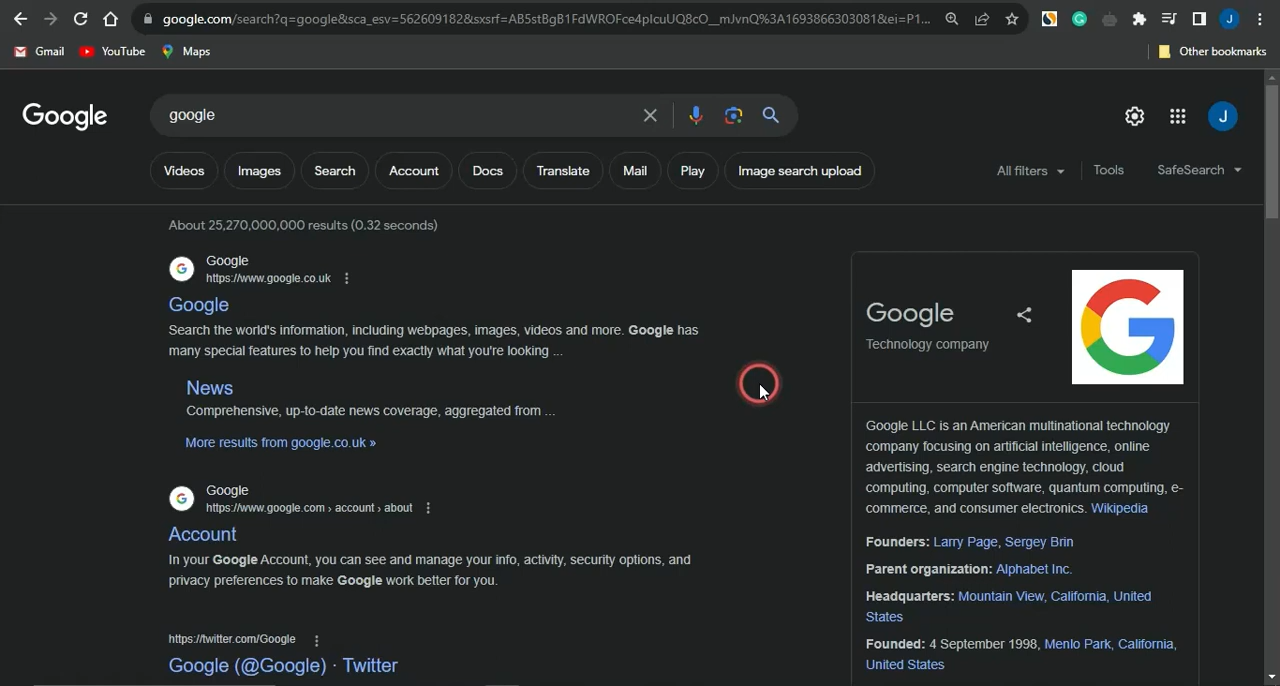 google.com/search?q=google&sca_esv=562609182&sxsrf=AB5stBgB1FdWROFce4pIcuUQ8cO__mJvnQ%3A1693866303081&ei=P1...
J
Gmail YouTube Maps Other bookmarks
Google google J
Videos Images Search Account Docs Translate Mail Play Image search upload All filters Tools SafeSearch
About 25,270,000,000 results (0.32 seconds)
Google
https://www.google.co.uk
Google
Search the world's information, including webpages, images, videos and more. Google has
many special features to help you find exactly what you're looking ...
News
Comprehensive, up-to-date news coverage, aggregated from ...
More results from google.co.uk »
Google
https://www.google.com › account › about
Account
In your Google Account, you can see and manage your info, activity, security options, and
privacy preferences to make Google work better for you.
https://twitter.com/Google
Google (@Google) · Twitter
Google
Technology company
Google LLC is an American multinational technology
company focusing on artificial intelligence, online
advertising, search engine technology, cloud
computing, computer software, quantum computing, e-
commerce, and consumer electronics. Wikipedia
Founders: Larry Page, Sergey Brin
Parent organization: Alphabet Inc.
Headquarters: Mountain View, California, United
States
Founded: 4 September 1998, Menlo Park, California,
United States